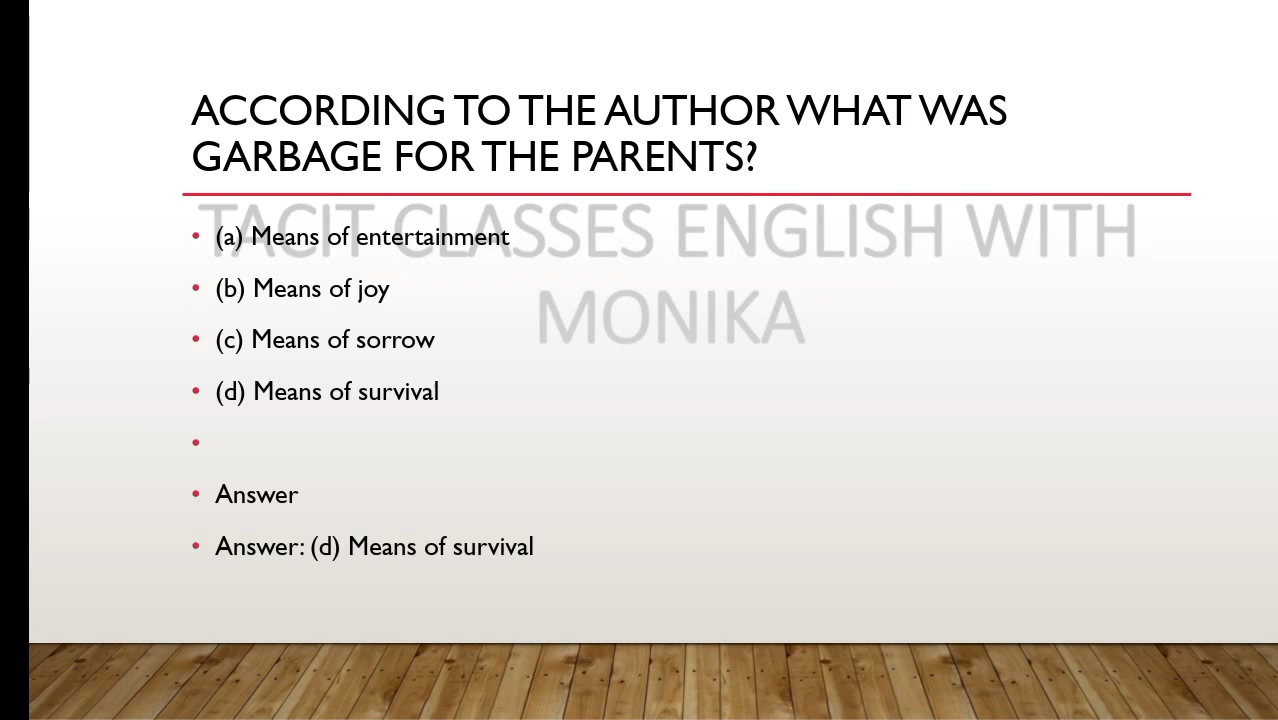 ACCORDING TO THE AUTHOR WHAT WAS
GARBAGE FOR THE PARENTS?
TACIT CLASSES ENGLISH WITH
MONIKA
• (a) Means of entertainment
• (b) Means of joy
• (c) Means of sorrow
• (d) Means of survival
•
• Answer
• Answer: (d) Means of survival